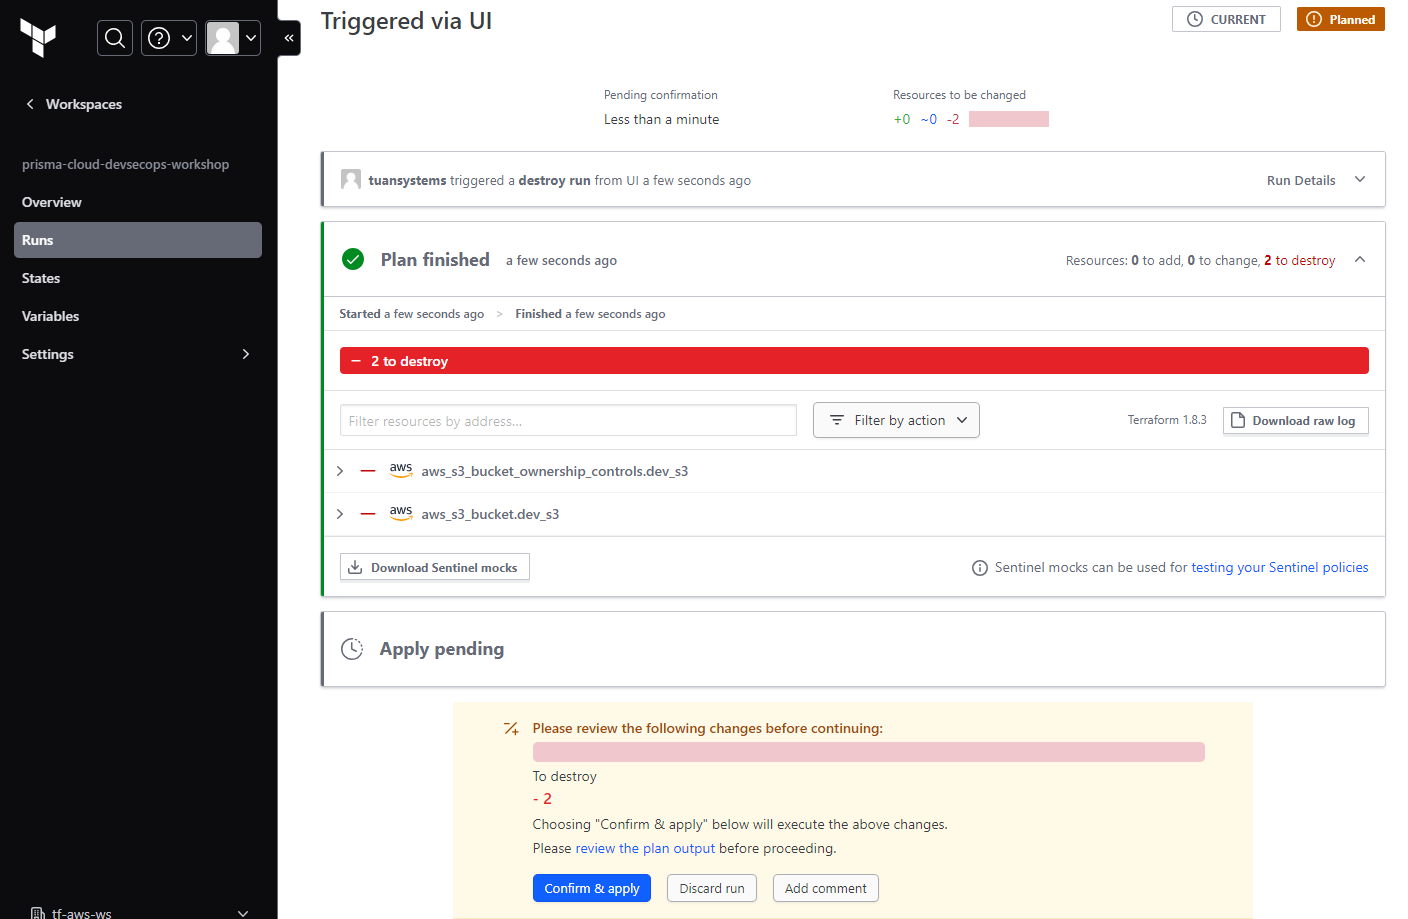 Triggered via UI
CURRENT
Planned
Workspaces
prisma-cloud-devsecops-workshop
Overview
Runs
States
Variables
Settings
tf-aws-ws
Pending confirmation
Less than a minute
Resources to be changed
+0 ~0 -2
tuansystems triggered a destroy run from UI a few seconds ago
Run Details
Plan finished a few seconds ago
Resources: 0 to add, 0 to change, 2 to destroy
Started a few seconds ago > Finished a few seconds ago
− 2 to destroy
Filter resources by address...
Filter by action
Terraform 1.8.3
Download raw log
aws aws_s3_bucket_ownership_controls.dev_s3
aws aws_s3_bucket.dev_s3
Download Sentinel mocks
Sentinel mocks can be used for testing your Sentinel policies
Apply pending
Please review the following changes before continuing:
To destroy
- 2
Choosing "Confirm & apply" below will execute the above changes.
Please review the plan output before proceeding.
Confirm & apply
Discard run
Add comment